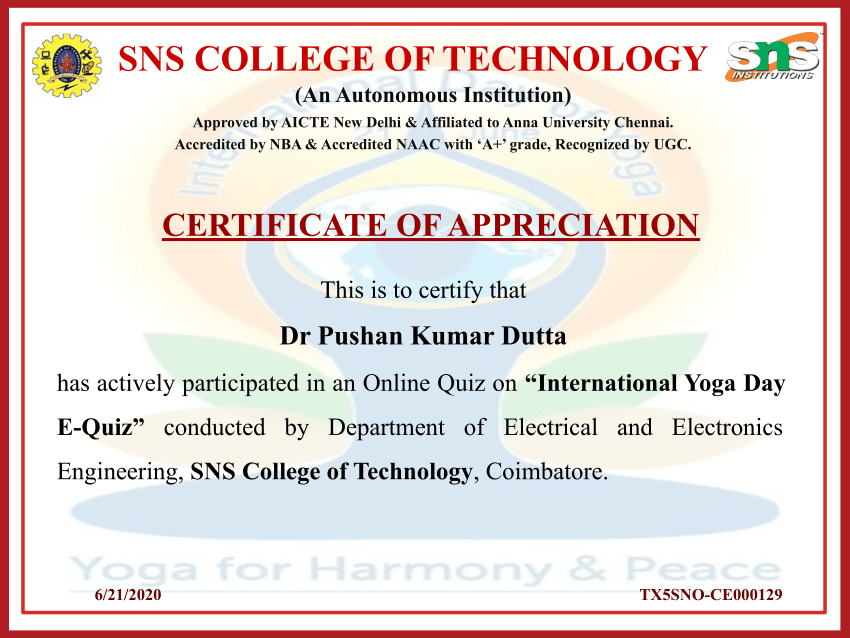 SNS COLLEGE OF TECHNOLOGY
sns
INSTITUTIONS
(An Autonomous Institution)
Approved by AICTE New Delhi & Affiliated to Anna University Chennai.
Accredited by NBA & Accredited NAAC with ‘A+’ grade, Recognized by UGC.
International Day of Yoga
21 June
CERTIFICATE OF APPRECIATION
This is to certify that
Dr Pushan Kumar Dutta
has actively participated in an Online Quiz on “International Yoga Day
E-Quiz” conducted by Department of Electrical and Electronics
Engineering, SNS College of Technology, Coimbatore.
Yoga for Harmony & Peace
6/21/2020 TX5SNO-CE000129